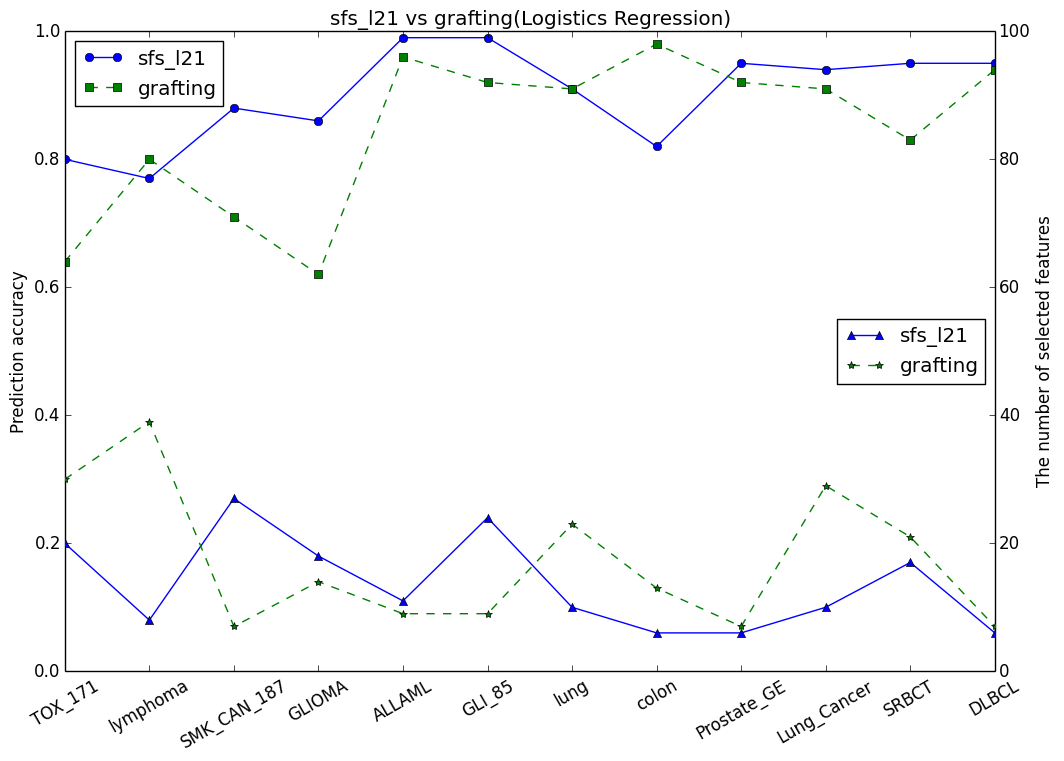 sfs_l21 vs grafting(Logistics Regression)
1.0
0.8
0.6
0.4
0.2
0.0
Prediction accuracy
sfs_l21
grafting
100
80
60
40
20
0
The number of selected features
sfs_l21
grafting
TOX_171
lymphoma
SMK_CAN_187
GLIOMA
ALLAML
GLI_85
lung
colon
Prostate_GE
Lung_Cancer
SRBCT
DLBCL